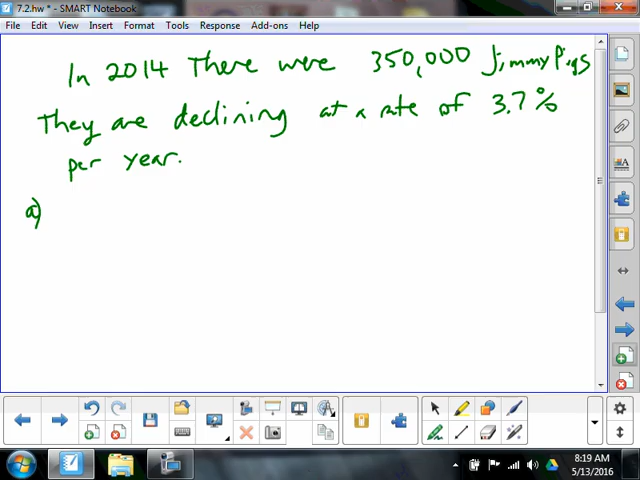 7.2.hw * - SMART Notebook
File Edit View Insert Format Tools Response Add-ons Help
In 2014 There were 350,000 Jimmy Pigs
They are declining at a rate of 3.7%
per year.
a)
8:19 AM
5/13/2016